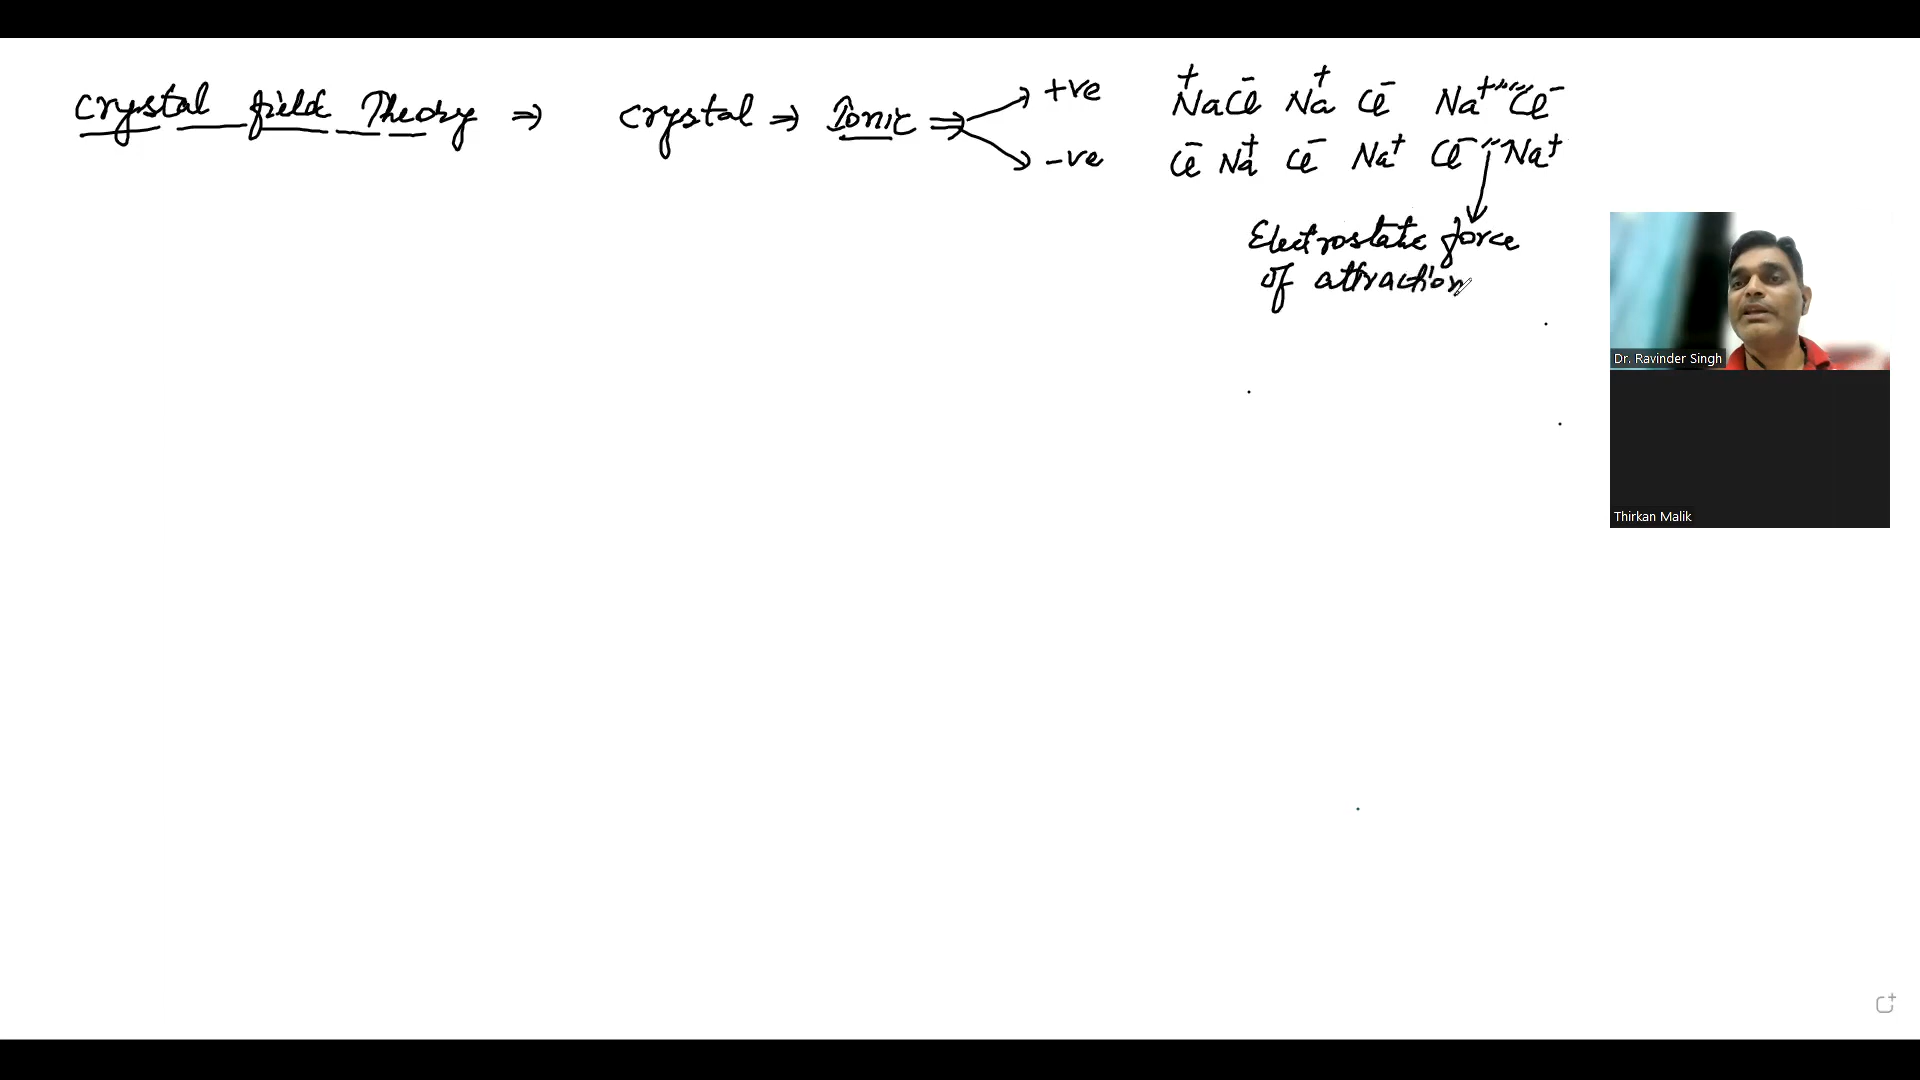 Crystal field Theory ⇒ Crystal ⇒ Ionic ⇒
+ve
-ve
Na⁺Cl⁻ Na⁺ Cl⁻ Na⁺ Cl⁻
Cl⁻ Na⁺ Cl⁻ Na⁺ Cl⁻ Na⁺
Electrostatic force
of attraction
Dr. Ravinder Singh
Thirkan Malik